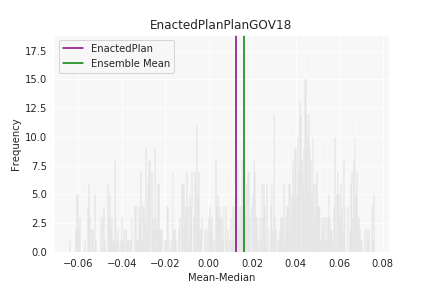 EnactedPlanPlanGOV18
EnactedPlan
Ensemble Mean
17.5
15.0
12.5
10.0
7.5
5.0
2.5
0.0
Frequency
−0.06 −0.04 −0.02 0.00 0.02 0.04 0.06 0.08
Mean-Median